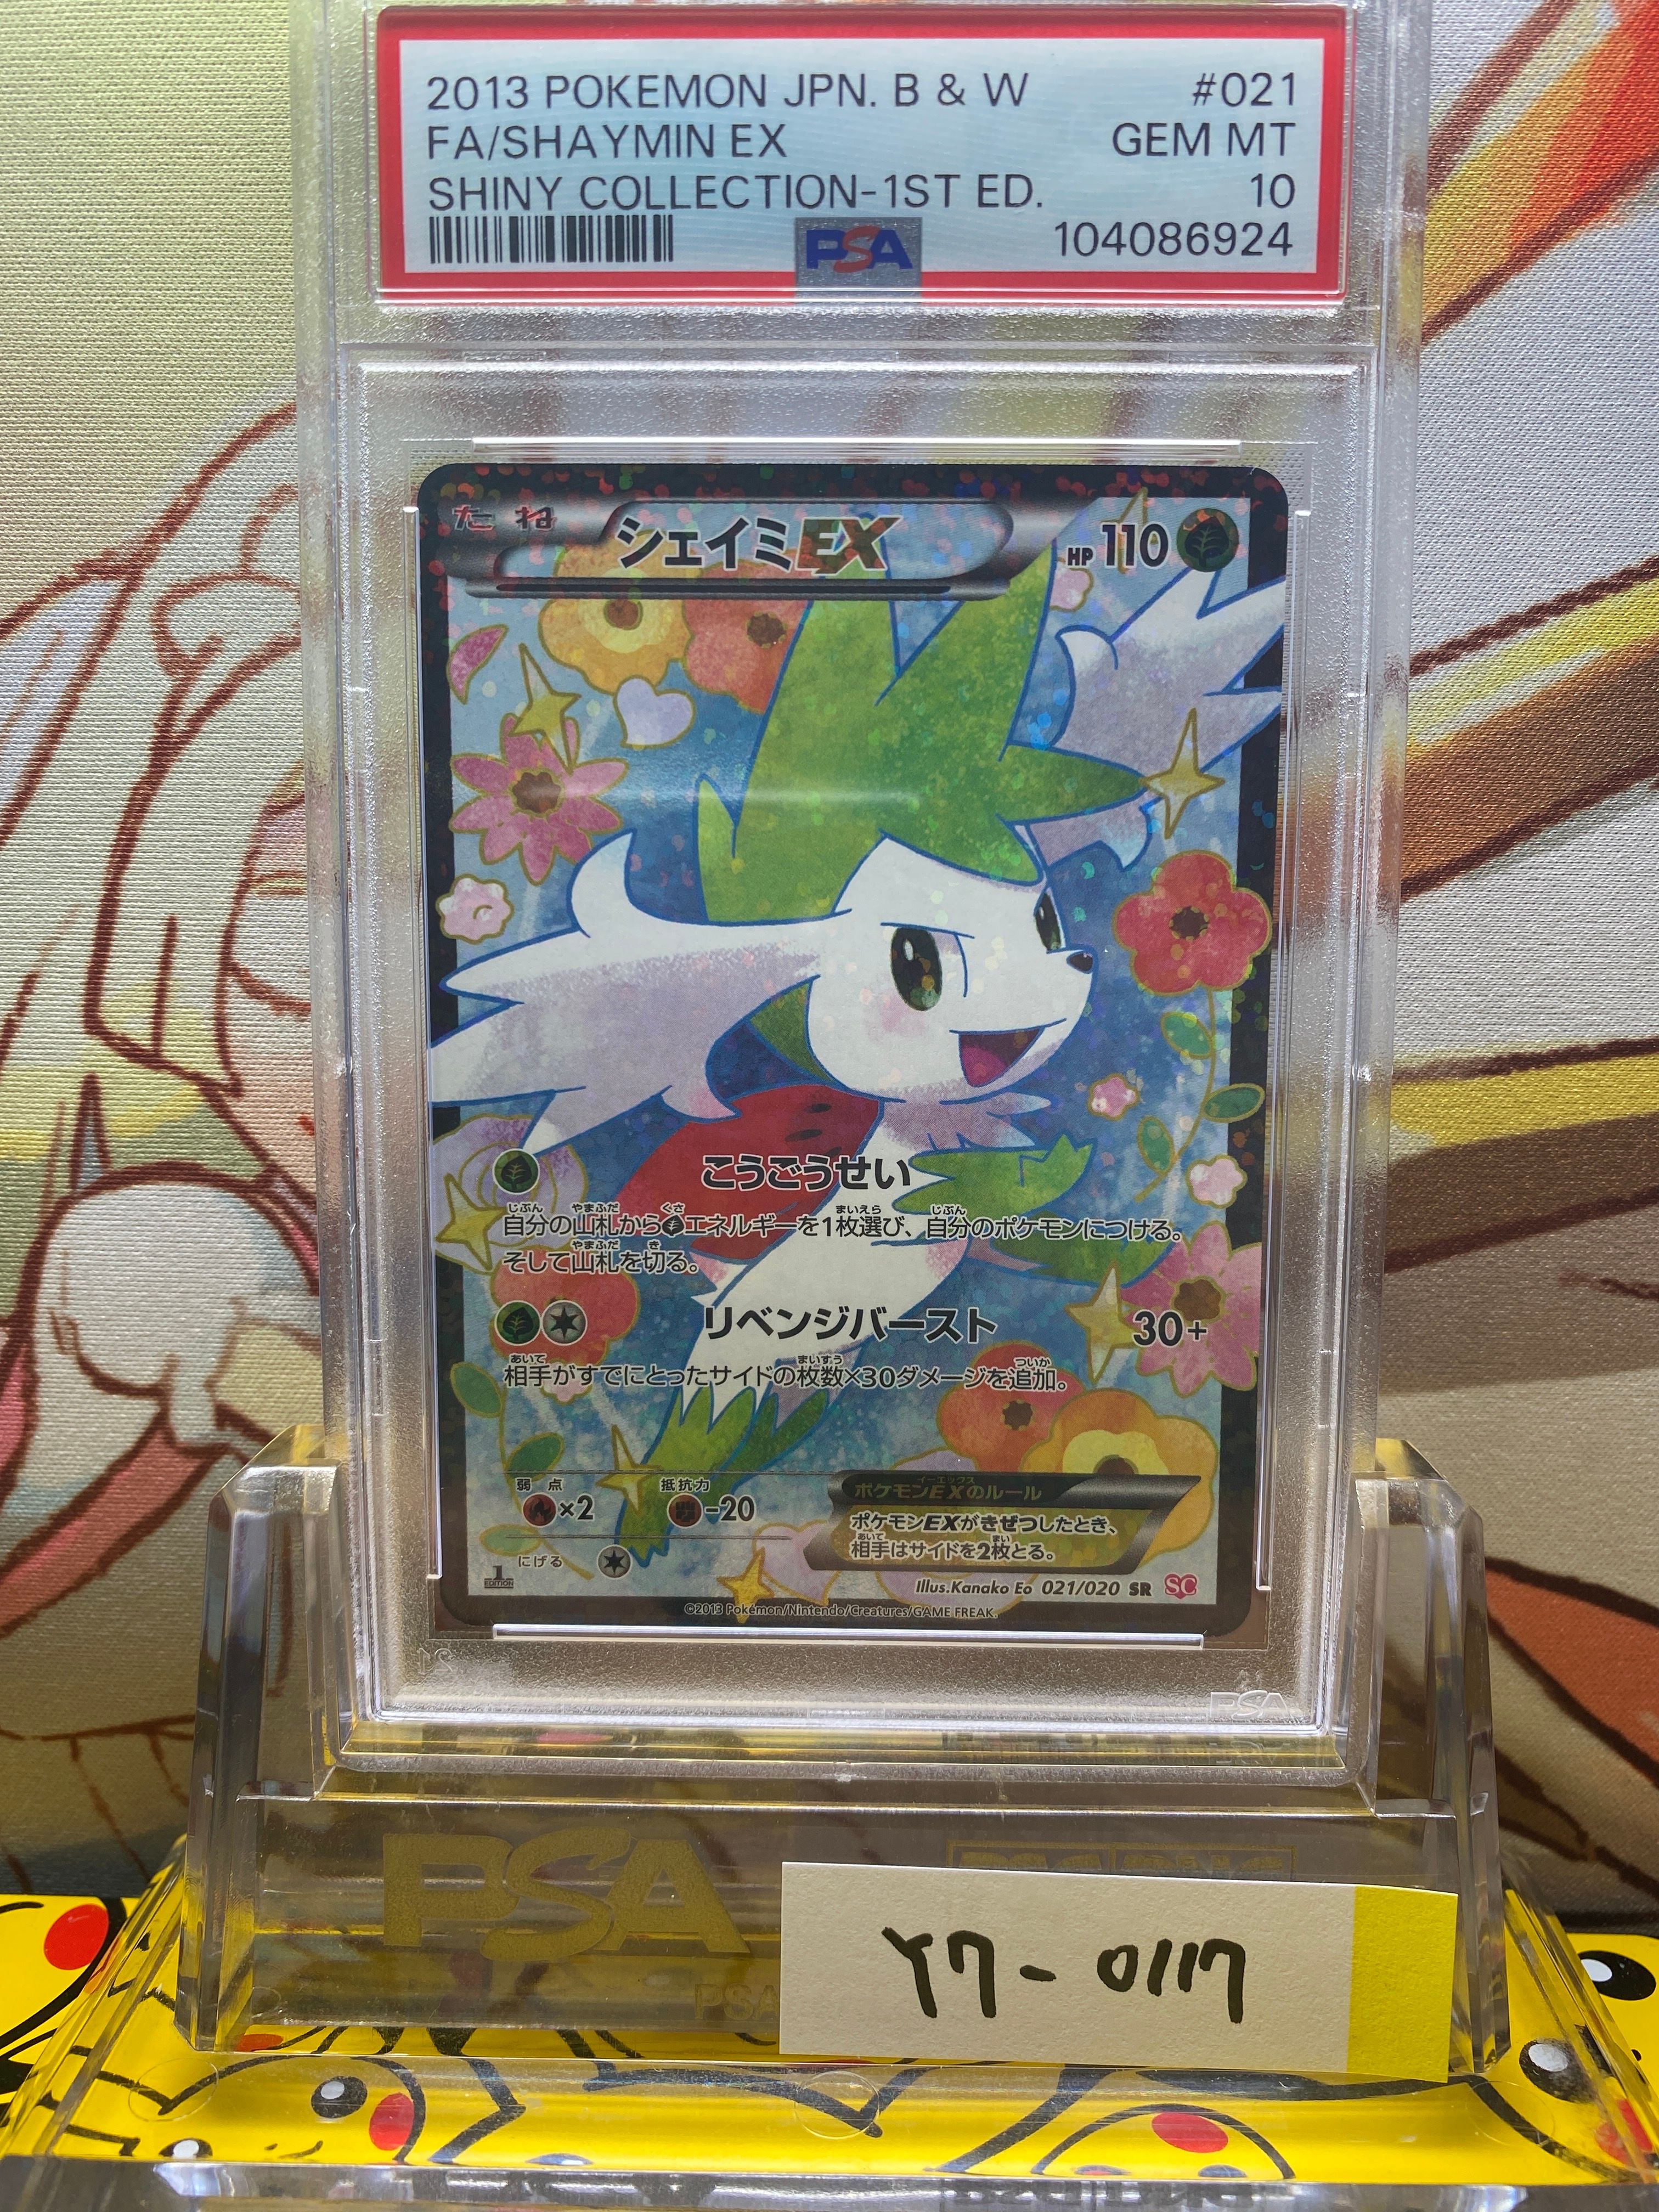 2013 POKEMON JPN. B & W #021
FA/SHAYMIN EX GEM MT
SHINY COLLECTION-1ST ED. 10
PSA 104086924
たね シェイミEX HP110
こうごうせい
自分の山札からエネルギーを1枚選び、自分のポケモンにつける。
そして山札を切る。
リベンジバースト 30+
相手がすでにとったサイドの枚数×30ダメージを追加。
弱点 抵抗力
×2 -20
にげる
ポケモンEXのルール
ポケモンEXがきぜつしたとき、
相手はサイドを2枚とる。
1 EDITION Illus.Kanako Eo 021/020 SR SC
©2013 Pokémon/Nintendo/Creatures/GAME FREAK.
PSA
PSA
Y7-0117